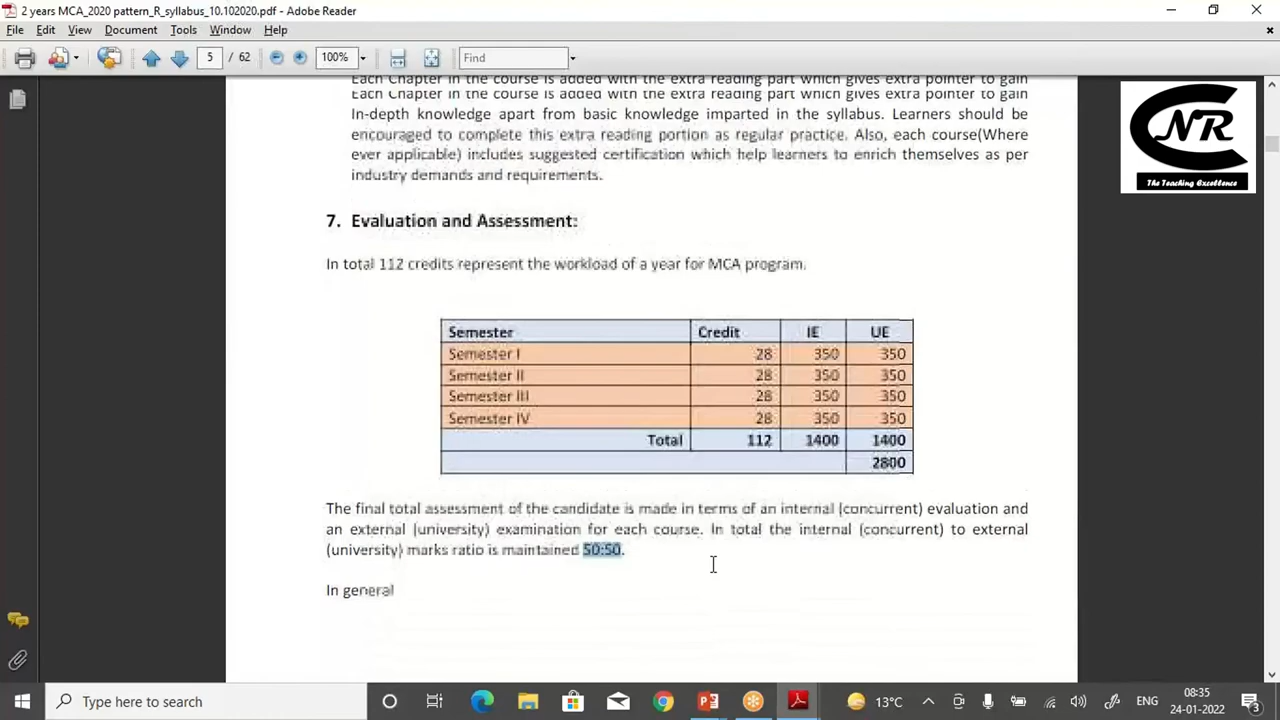 2 years MCA_2020 pattern_R_syllabus_10.102020.pdf - Adobe Reader
File Edit View Document Tools Window Help
5 / 62 100% Find
Each Chapter in the course is added with the extra reading part which gives extra pointer to gain
Each Chapter in the course is added with the extra reading part which gives extra pointer to gain
In-depth knowledge apart from basic knowledge imparted in the syllabus. Learners should be
encouraged to complete this extra reading portion as regular practice. Also, each course(Where
ever applicable) includes suggested certification which help learners to enrich themselves as per
industry demands and requirements.
CNR
The Teaching Excellence
7. Evaluation and Assessment:
In total 112 credits represent the workload of a year for MCA program.
Semester Credit IE UE
Semester I 28 350 350
Semester II 28 350 350
Semester III 28 350 350
Semester IV 28 350 350
Total 112 1400 1400
2800
The final total assessment of the candidate is made in terms of an internal (concurrent) evaluation and
an external (university) examination for each course. In total the internal (concurrent) to external
(university) marks ratio is maintained 50:50.
In general
Type here to search
13°C ENG 08:35
24-01-2022 3